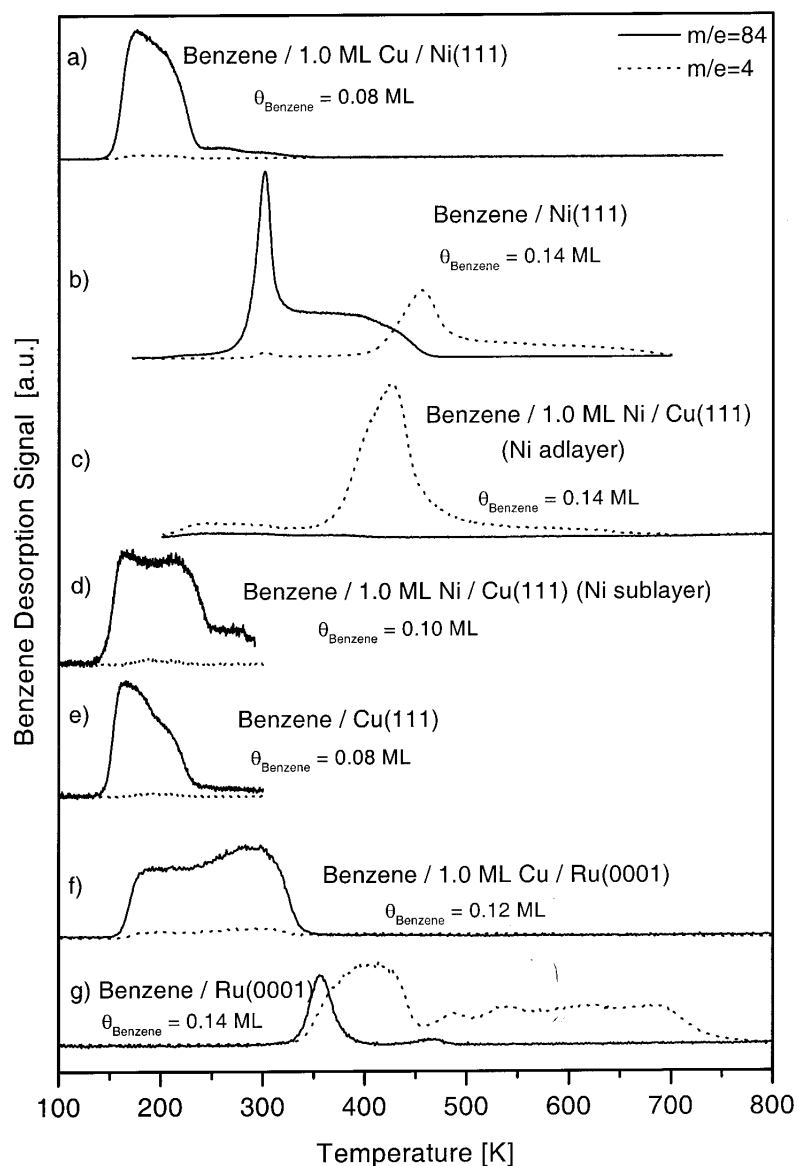 m/e=84
m/e=4
a) Benzene / 1.0 ML Cu / Ni(111)
θBenzene = 0.08 ML
b) Benzene / Ni(111)
θBenzene = 0.14 ML
c) Benzene / 1.0 ML Ni / Cu(111)
(Ni adlayer)
θBenzene = 0.14 ML
d) Benzene / 1.0 ML Ni / Cu(111) (Ni sublayer)
θBenzene = 0.10 ML
e) Benzene / Cu(111)
θBenzene = 0.08 ML
f) Benzene / 1.0 ML Cu / Ru(0001)
θBenzene = 0.12 ML
g) Benzene / Ru(0001)
θBenzene = 0.14 ML
Benzene Desorption Signal [a.u.]
100 200 300 400 500 600 700 800
Temperature [K]